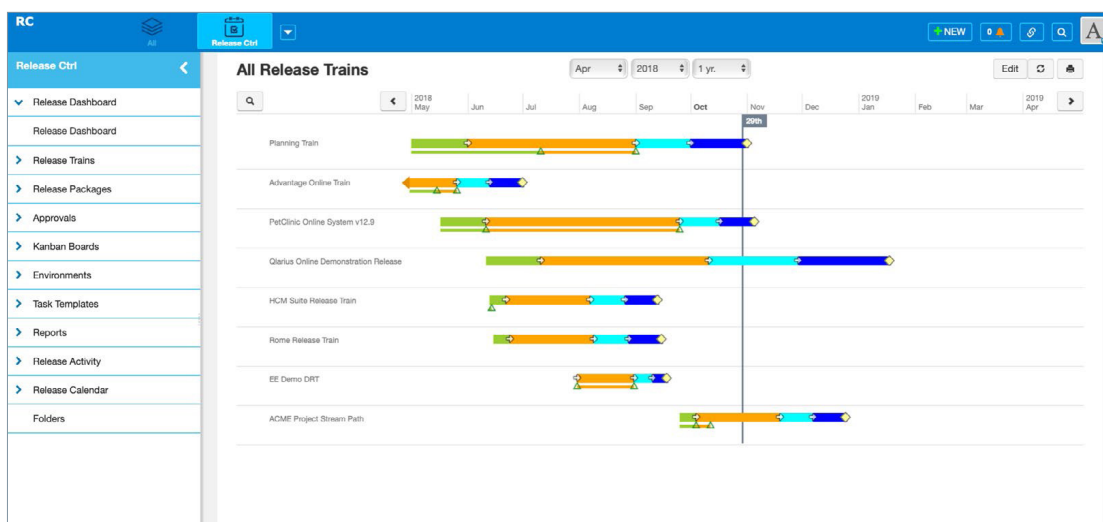 RC
All
Release Ctrl
+NEW
0
A
Release Ctrl
Release Dashboard
Release Dashboard
Release Trains
Release Packages
Approvals
Kanban Boards
Environments
Task Templates
Reports
Release Activity
Release Calendar
Folders
All Release Trains
Apr 2018 1 yr.
Edit
2018 2019 2019
May Jun Jul Aug Sep Oct Nov Dec Jan Feb Mar Apr
29th
Planning Train
Advantage Online Train
PetClinic Online System v12.9
Qlarius Online Demonstration Release
HCM Suite Release Train
Rome Release Train
EE Demo DRT
ACME Project Stream Path